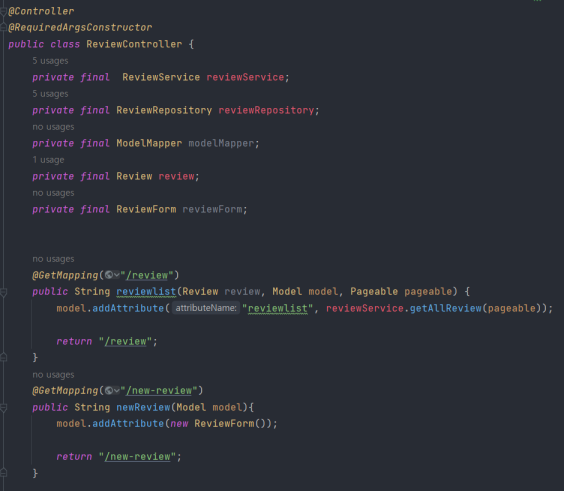 @Controller
@RequiredArgsConstructor
public class ReviewController {
5 usages
private final  ReviewService reviewService;
5 usages
private final ReviewRepository reviewRepository;
no usages
private final ModelMapper modelMapper;
1 usage
private final Review review;
no usages
private final ReviewForm reviewForm;
no usages
@GetMapping("/review")
public String reviewlist(Review review, Model model, Pageable pageable) {
model.addAttribute( attributeName: "reviewlist", reviewService.getAllReview(pageable));
return "/review";
}
no usages
@GetMapping("/new-review")
public String newReview(Model model){
model.addAttribute(new ReviewForm());
return "/new-review";
}